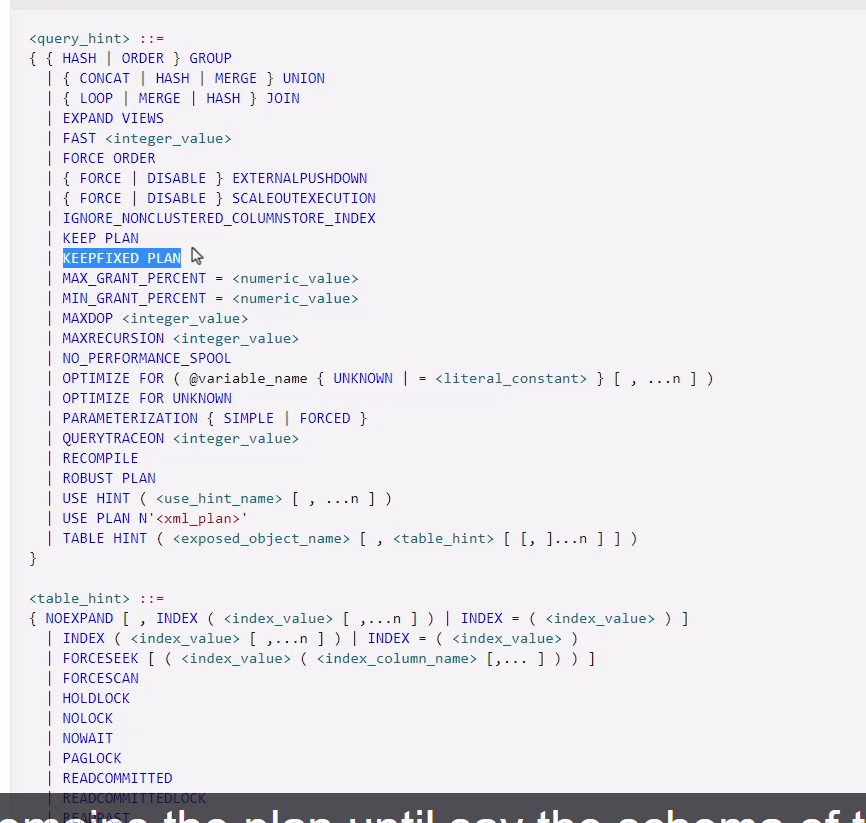 <query_hint> ::=
{ { HASH | ORDER } GROUP
| { CONCAT | HASH | MERGE } UNION
| { LOOP | MERGE | HASH } JOIN
| EXPAND VIEWS
| FAST <integer_value>
| FORCE ORDER
| { FORCE | DISABLE } EXTERNALPUSHDOWN
| { FORCE | DISABLE } SCALEOUTEXECUTION
| IGNORE_NONCLUSTERED_COLUMNSTORE_INDEX
| KEEP PLAN
| KEEPFIXED PLAN
| MAX_GRANT_PERCENT = <numeric_value>
| MIN_GRANT_PERCENT = <numeric_value>
| MAXDOP <integer_value>
| MAXRECURSION <integer_value>
| NO_PERFORMANCE_SPOOL
| OPTIMIZE FOR ( @variable_name { UNKNOWN | = <literal_constant> } [ , ...n ] )
| OPTIMIZE FOR UNKNOWN
| PARAMETERIZATION { SIMPLE | FORCED }
| QUERYTRACEON <integer_value>
| RECOMPILE
| ROBUST PLAN
| USE HINT ( <use_hint_name> [ , ...n ] )
| USE PLAN N'<xml_plan>'
| TABLE HINT ( <exposed_object_name> [ , <table_hint> [ [, ]...n ] ] )
}
<table_hint> ::=
{ NOEXPAND [ , INDEX ( <index_value> [ ,...n ] ) | INDEX = ( <index_value> ) ]
| INDEX ( <index_value> [ ,...n ] ) | INDEX = ( <index_value> )
| FORCESEEK [ ( <index_value> ( <index_column_name> [,... ] ) ) ]
| FORCESCAN
| HOLDLOCK
| NOLOCK
| NOWAIT
| PAGLOCK
| READCOMMITTED
| READCOMMITTEDLOCK
| READPAST
the plan until say the schema of